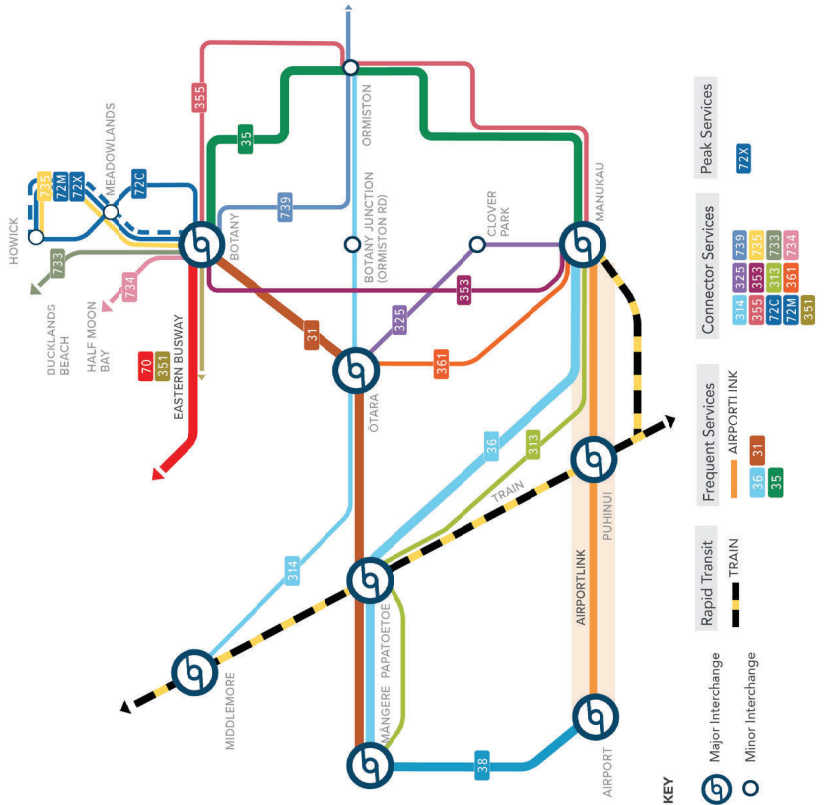 HOWICK
735
72M
72X
MEADOWLANDS
72C
733
BUCKLANDS
BEACH
734
HALF MOON
BAY
70
351
EASTERN BUSWAY
BOTANY
355
35
739
ORMISTON
BOTANY JUNCTION
(ORMISTON RD)
CLOVER
PARK
31
325
353
361
ŌTARA
MANUKAU
314
36
313
TRAIN
MIDDLEMORE
MĀNGERE
PAPATOETOE
PUHINUI
AIRPORTLINK
38
AIRPORT
KEY
Major Interchange
Minor Interchange
Rapid Transit
TRAIN
Frequent Services
AIRPORTLINK
36 31
35
Connector Services
314 325 739
355 353 735
72C 313 733
72M 361 734
351
Peak Services
72X